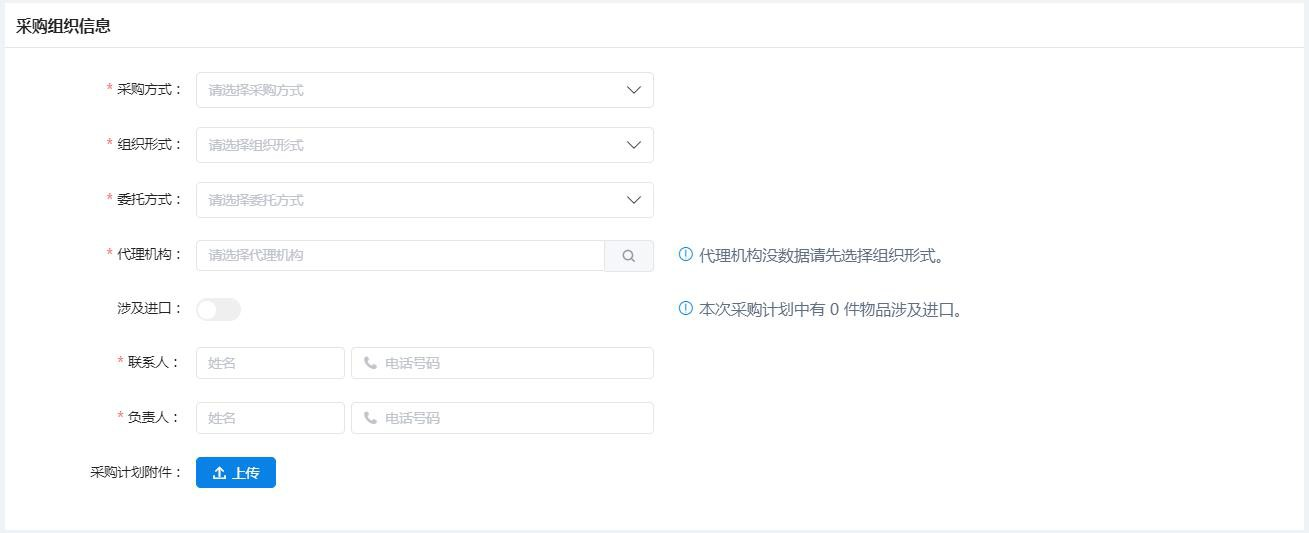 采购组织信息
* 采购方式： 请选择采购方式
* 组织形式： 请选择组织形式
* 委托方式： 请选择委托方式
* 代理机构： 请选择代理机构 代理机构没数据请先选择组织形式。
涉及进口： 本次采购计划中有 0 件物品涉及进口。
* 联系人： 姓名 电话号码
* 负责人： 姓名 电话号码
采购计划附件： 上传